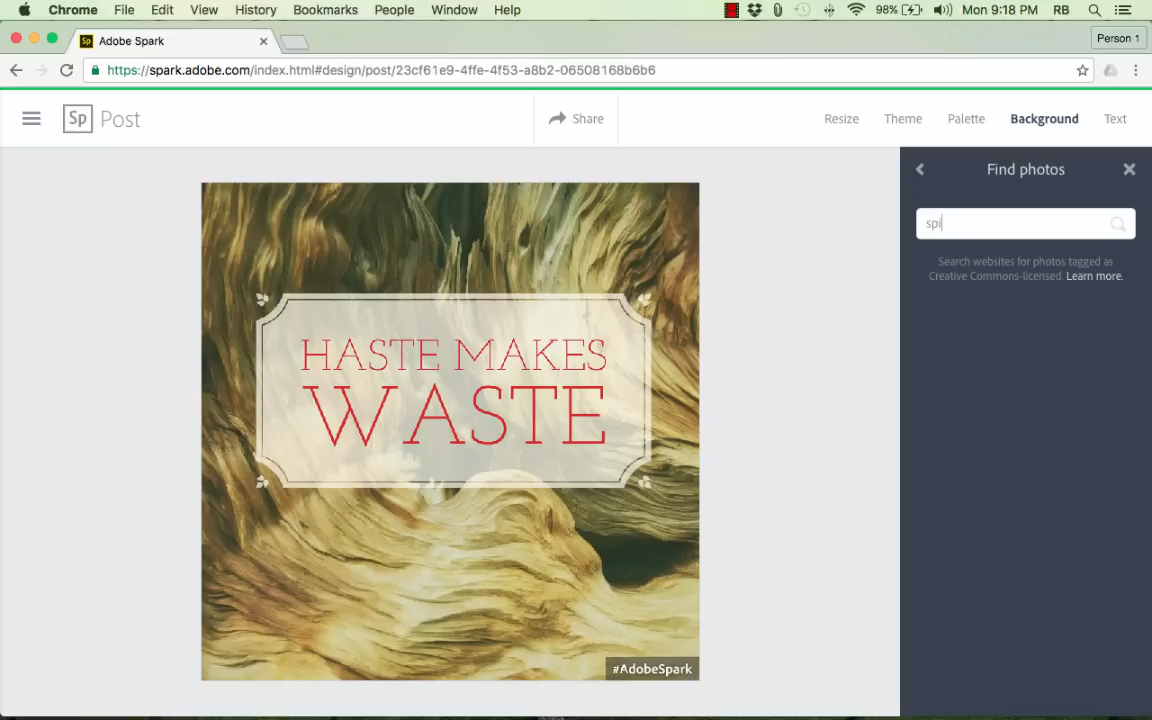 Chrome File Edit View History Bookmarks People Window Help 98% Mon 9:18 PM RB
Adobe Spark Person 1
https://spark.adobe.com/index.html#design/post/23cf61e9-4ffe-4f53-a8b2-06508168b6b6
Sp Post Share Resize Theme Palette Background Text
Find photos
spi
Search websites for photos tagged as
Creative Commons-licensed. Learn more.
HASTE MAKES
WASTE
#AdobeSpark